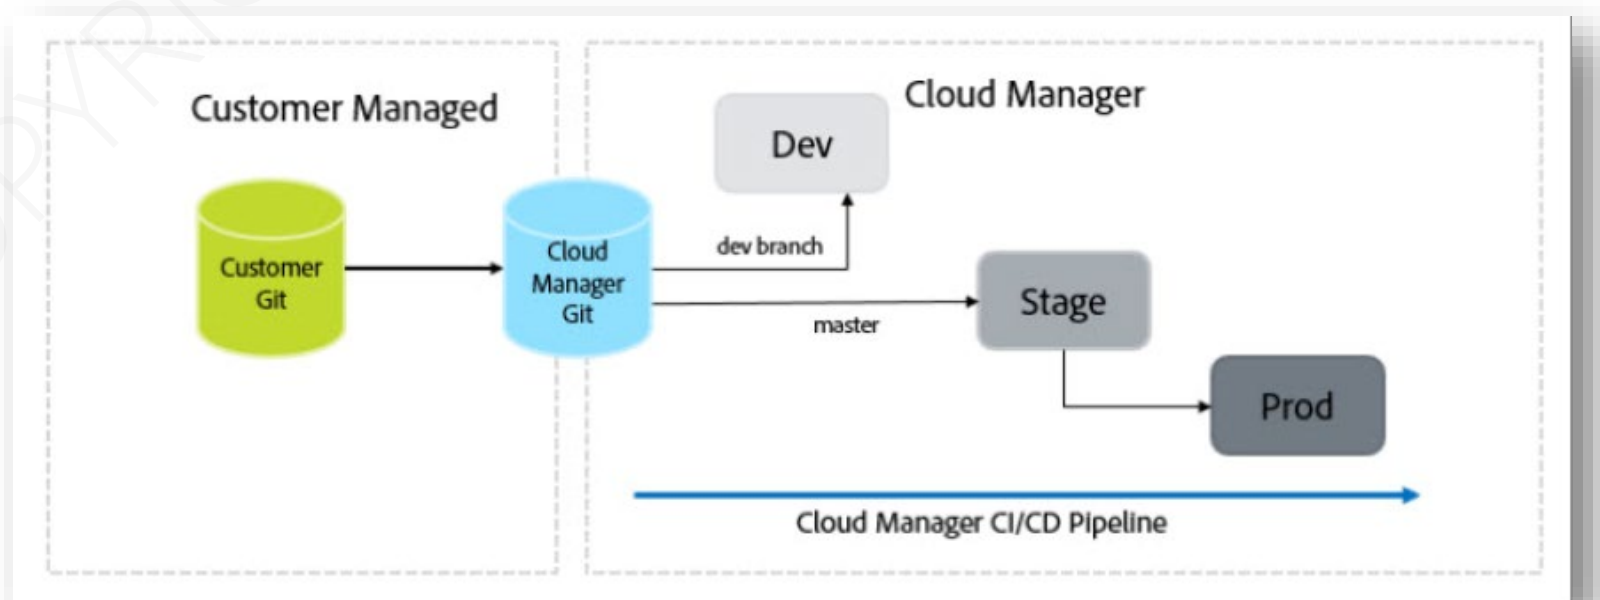 Customer Managed
Cloud Manager
Dev
Customer
Git
Cloud
Manager
Git
dev branch
master
Stage
Prod
Cloud Manager CI/CD Pipeline